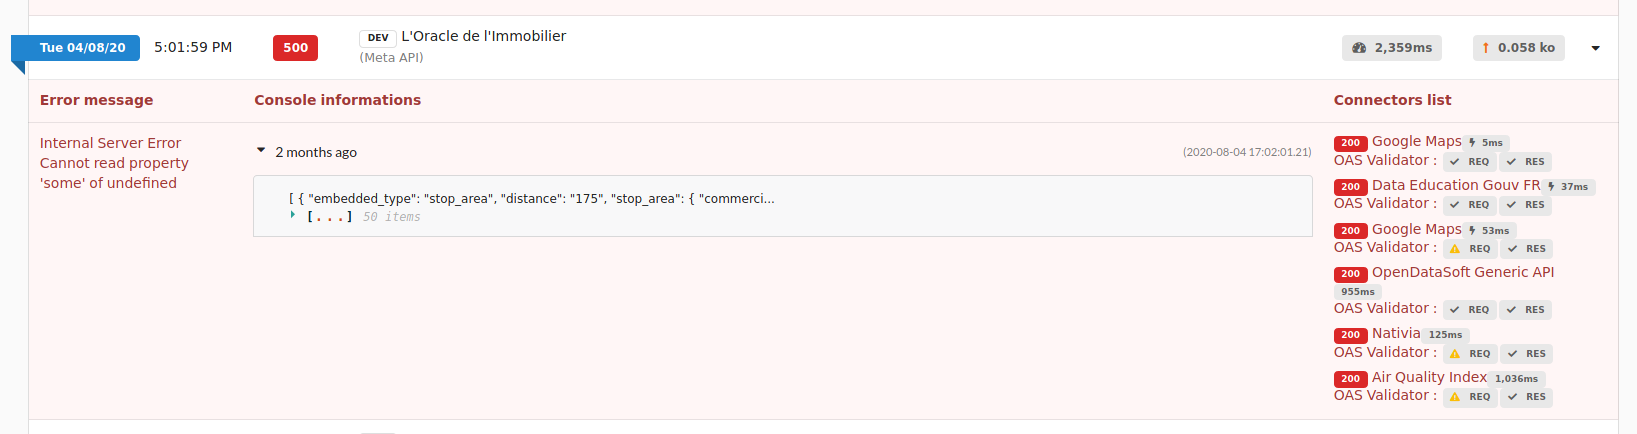 Tue 04/08/20 5:01:59 PM 500 DEV L'Oracle de l'Immobilier 2,359ms 0.058 ko
(Meta API)
Error message Console informations Connectors list
Internal Server Error
Cannot read property
'some' of undefined
2 months ago (2020-08-04 17:02:01.21)
[ { "embedded_type": "stop_area", "distance": "175", "stop_area": { "commerci...
[...] 50 items
200 Google Maps 5ms
OAS Validator : REQ RES
200 Data Education Gouv FR 37ms
OAS Validator : REQ RES
200 Google Maps 53ms
OAS Validator : REQ RES
200 OpenDataSoft Generic API
955ms
OAS Validator : REQ RES
200 Nativia 125ms
OAS Validator : REQ RES
200 Air Quality Index 1,036ms
OAS Validator : REQ RES